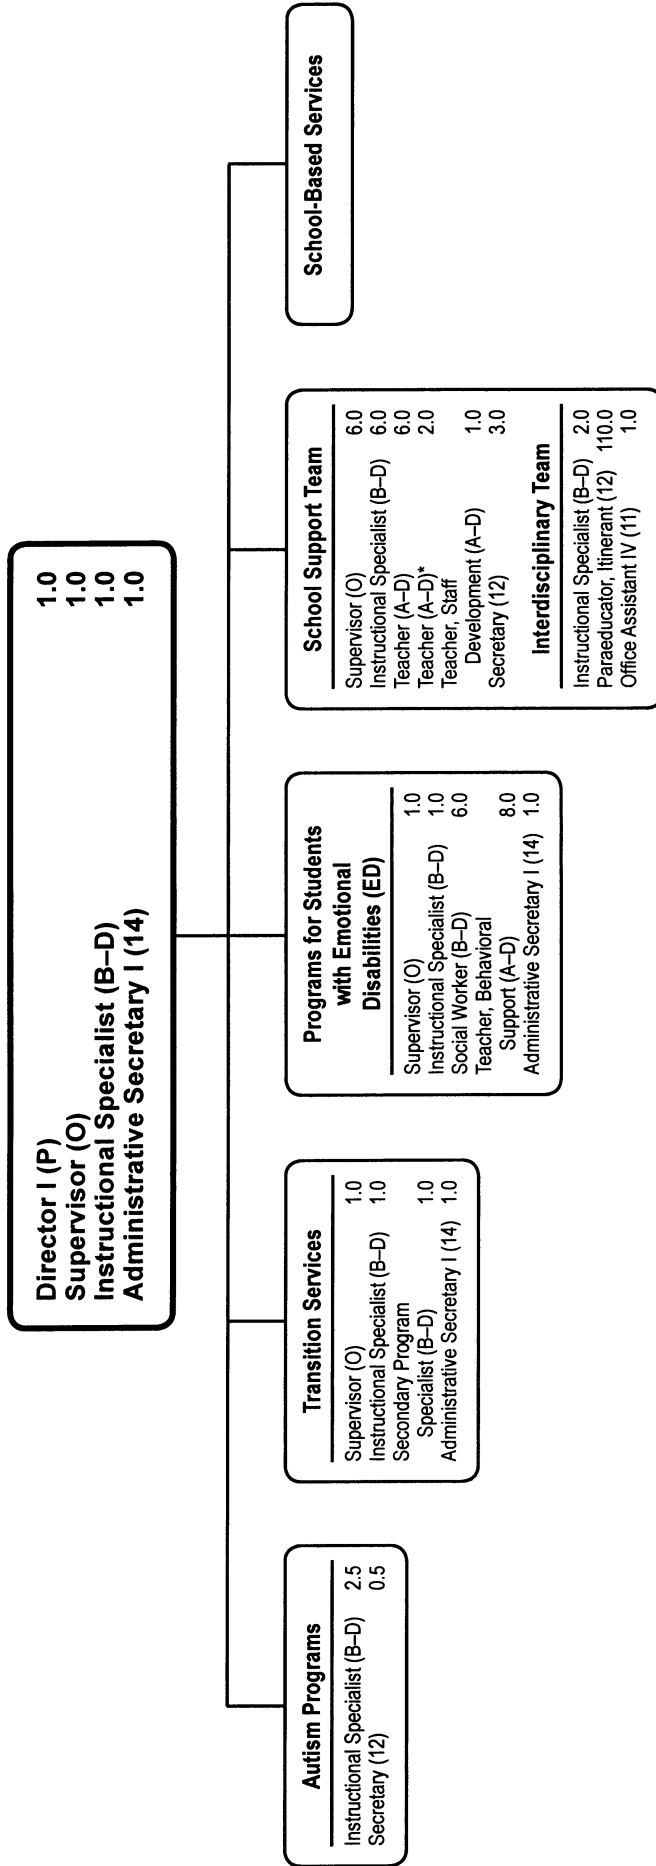 Director I (P) 1.0
Supervisor (O) 1.0
Instructional Specialist (B–D) 1.0
Administrative Secretary I (14) 1.0
Autism Programs
Instructional Specialist (B–D) 2.5
Secretary (12) 0.5
Transition Services
Supervisor (O) 1.0
Instructional Specialist (B–D) 1.0
Secondary Program
Specialist (B–D) 1.0
Administrative Secretary I (14) 1.0
Programs for Students
with Emotional
Disabilities (ED)
Supervisor (O) 1.0
Instructional Specialist (B–D) 1.0
Social Worker (B–D) 6.0
Teacher, Behavioral
Support (A–D) 8.0
Administrative Secretary I (14) 1.0
School Support Team
Supervisor (O) 6.0
Instructional Specialist (B–D) 6.0
Teacher (A–D) 6.0
Teacher (A–D)* 2.0
Teacher, Staff
Development (A–D) 1.0
Secretary (12) 3.0
Interdisciplinary Team
Instructional Specialist (B–D) 2.0
Paraeducator, Itinerant (12) 110.0
Office Assistant IV (11) 1.0
School-Based Services